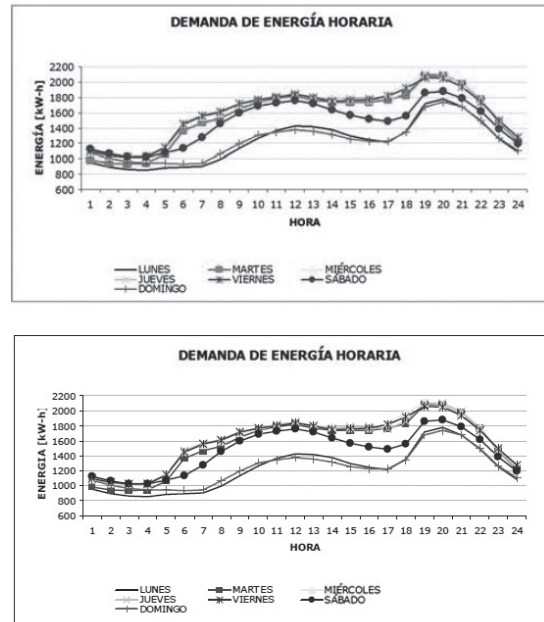 DEMANDA DE ENERGÍA HORARIA
ENERGÍA [kW-h]
2200
2000
1800
1600
1400
1200
1000
800
600
1 2 3 4 5 6 7 8 9 10 11 12 13 14 15 16 17 18 19 20 21 22 23 24
HORA
LUNES MARTES MIÉRCOLES
JUEVES VIERNES SÁBADO
DOMINGO
DEMANDA DE ENERGÍA HORARIA
ENERGIA [kW-h]
2200
2000
1800
1600
1400
1200
1000
800
600
1 2 3 4 5 6 7 8 9 10 11 12 13 14 15 16 17 18 19 20 21 22 23 24
HORA
LUNES MARTES MIÉRCOLES
JUEVES VIERNES SÁBADO
DOMINGO